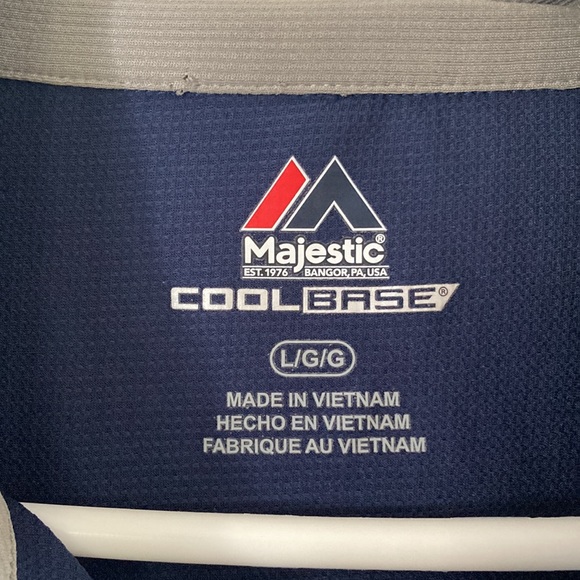 Majestic®
EST. 1976 BANGOR, PA, USA
COOLBASE®
L/G/G
MADE IN VIETNAM
HECHO EN VIETNAM
FABRIQUE AU VIETNAM